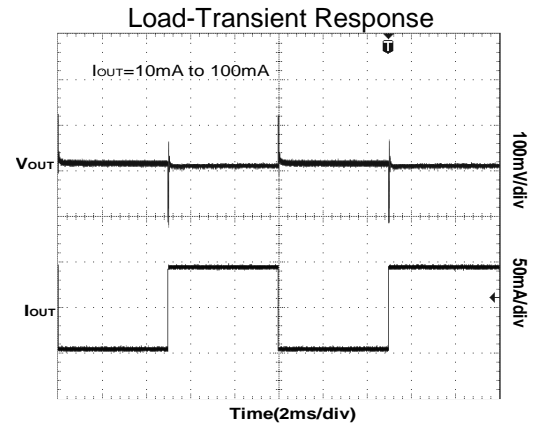 Load-Transient Response
T
IOUT=10mA to 100mA
VOUT
100mV/div
IOUT
50mA/div
Time(2ms/div)